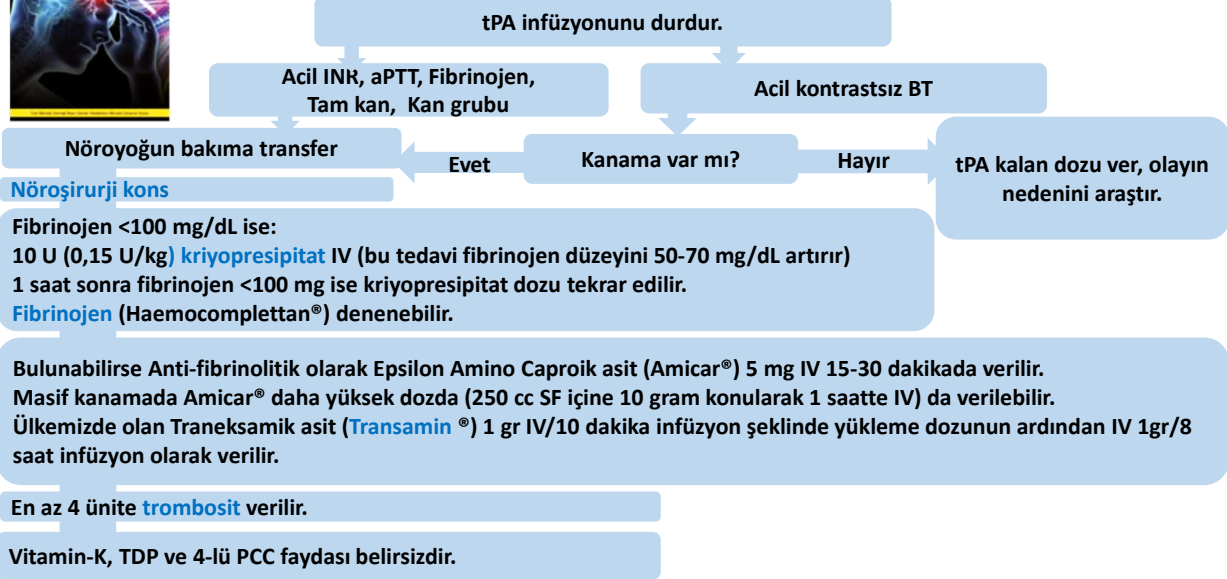 tPA infüzyonunu durdur.
Acil INR, aPTT, Fibrinojen,
Tam kan, Kan grubu
Acil kontrastsız BT
Nöroyoğun bakıma transfer
Evet
Kanama var mı?
Hayır
tPA kalan dozu ver, olayın
nedenini araştır.
Nöroşirurji kons
Fibrinojen <100 mg/dL ise:
10 U (0,15 U/kg) kriyopresipitat IV (bu tedavi fibrinojen düzeyini 50-70 mg/dL artırır)
1 saat sonra fibrinojen <100 mg ise kriyopresipitat dozu tekrar edilir.
Fibrinojen (Haemocomplettan®) denenebilir.
Bulunabilirse Anti-fibrinolitik olarak Epsilon Amino Caproik asit (Amicar®) 5 mg IV 15-30 dakikada verilir.
Masif kanamada Amicar® daha yüksek dozda (250 cc SF içine 10 gram konularak 1 saatte IV) da verilebilir.
Ülkemizde olan Traneksamik asit (Transamin ®) 1 gr IV/10 dakika infüzyon şeklinde yükleme dozunun ardından IV 1gr/8
saat infüzyon olarak verilir.
En az 4 ünite trombosit verilir.
Vitamin-K, TDP ve 4-lü PCC faydası belirsizdir.